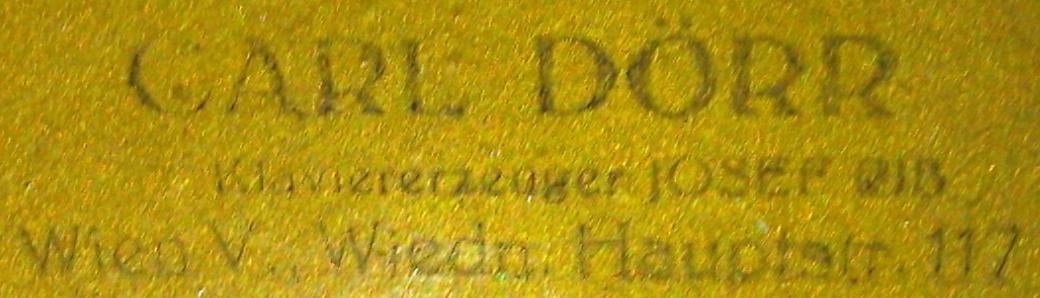 CARL DÖRR
Klaviererzeuger JOSEF
Wien V., Wiedn. Hauptstr. 117